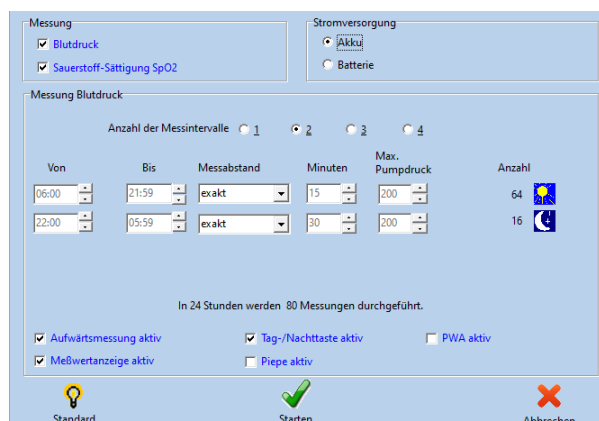 Messung
Stromversorgung
Blutdruck
Akku
Sauerstoff-Sättigung SpO2
Batterie
Messung Blutdruck
Anzahl der Messintervalle 1 2 3 4
Von Bis Messabstand Minuten Max. Pumpdruck Anzahl
06:00 21:59 exakt 15 200 64
22:00 05:59 exakt 30 200 16
In 24 Stunden werden 80 Messungen durchgeführt.
Aufwärtsmessung aktiv Tag-/Nachttaste aktiv PWA aktiv
Meßwertanzeige aktiv Piepe aktiv
Standard Starten Abbrechen